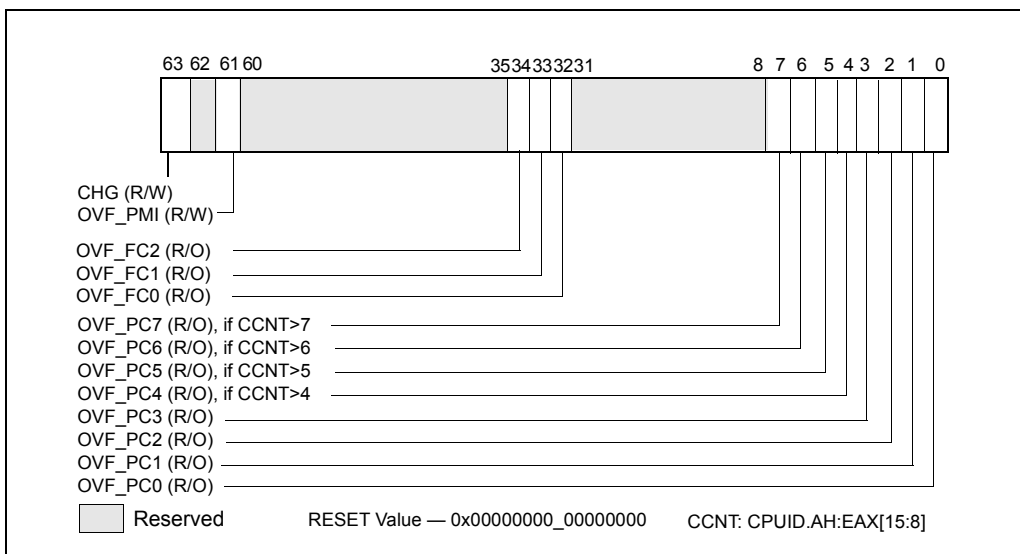 63 62 61 60 35 34 33 32 31 8 7 6 5 4 3 2 1 0
CHG (R/W)
OVF_PMI (R/W)
OVF_FC2 (R/O)
OVF_FC1 (R/O)
OVF_FC0 (R/O)
OVF_PC7 (R/O), if CCNT>7
OVF_PC6 (R/O), if CCNT>6
OVF_PC5 (R/O), if CCNT>5
OVF_PC4 (R/O), if CCNT>4
OVF_PC3 (R/O)
OVF_PC2 (R/O)
OVF_PC1 (R/O)
OVF_PC0 (R/O)
Reserved RESET Value — 0x00000000_00000000 CCNT: CPUID.AH:EAX[15:8]